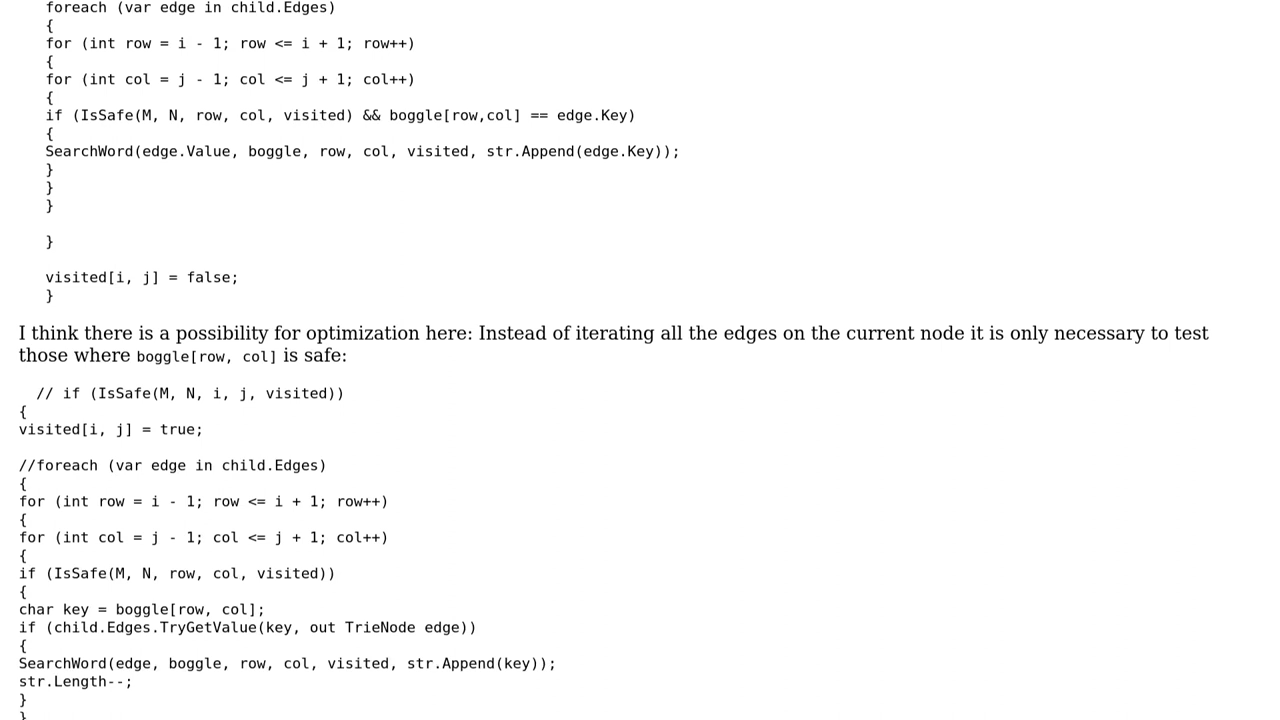 foreach (var edge in child.Edges)
{
for (int row = i - 1; row <= i + 1; row++)
{
for (int col = j - 1; col <= j + 1; col++)
{
if (IsSafe(M, N, row, col, visited) && boggle[row,col] == edge.Key)
{
SearchWord(edge.Value, boggle, row, col, visited, str.Append(edge.Key));
}
}
}
}
visited[i, j] = false;
}
I think there is a possibility for optimization here: Instead of iterating all the edges on the current node it is only necessary to test
those where boggle[row, col] is safe:
// if (IsSafe(M, N, i, j, visited))
{
visited[i, j] = true;
//foreach (var edge in child.Edges)
{
for (int row = i - 1; row <= i + 1; row++)
{
for (int col = j - 1; col <= j + 1; col++)
{
if (IsSafe(M, N, row, col, visited))
{
char key = boggle[row, col];
if (child.Edges.TryGetValue(key, out TrieNode edge))
{
SearchWord(edge, boggle, row, col, visited, str.Append(key));
str.Length--;
}
}